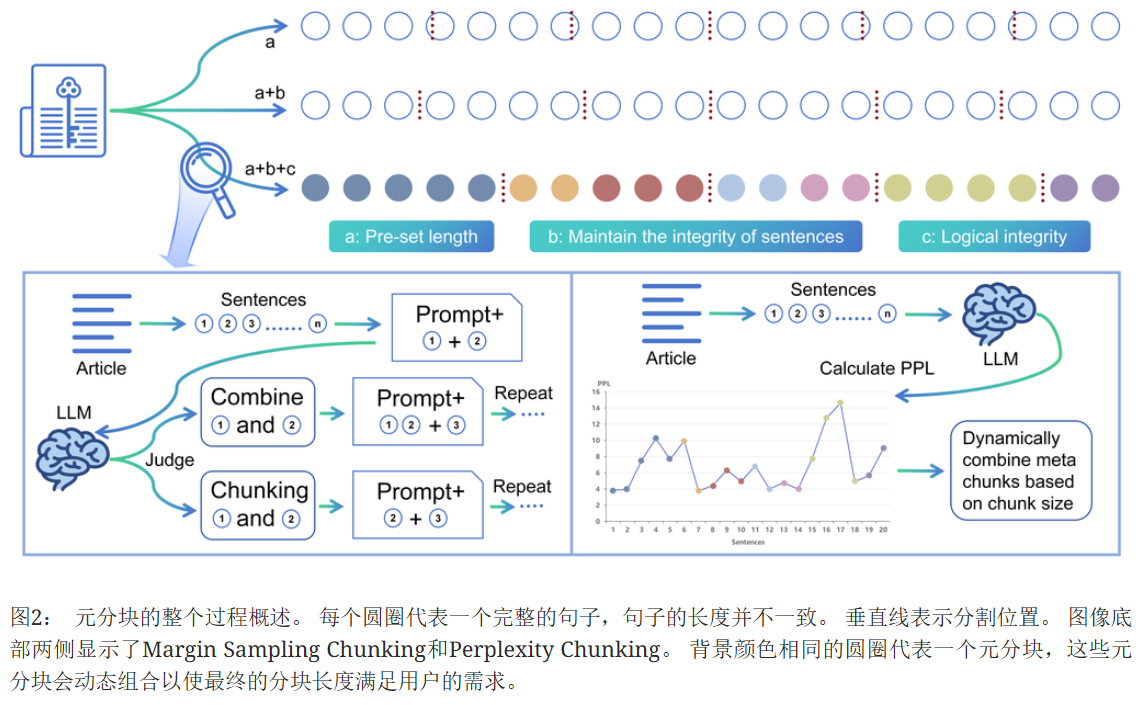 a
a+b
a+b+c
a: Pre-set length
b: Maintain the integrity of sentences
c: Logical integrity
Article
Sentences
1 2 3 ...... n
Prompt+
1 + 2
LLM
Judge
Combine
1 and 2
Prompt+
1 2 + 3
Repeat
....
Chunking
1 and 2
Prompt+
2 + 3
Repeat
....
Article
Sentences
1 2 3 ...... n
LLM
Calculate PPL
PPL
16
14
12
10
8
6
4
2
0
1 2 3 4 5 6 7 8 9 10 11 12 13 14 15 16 17 18 19 20
Sentences
Dynamically
combine meta
chunks based
on chunk size
图2： 元分块的整个过程概述。 每个圆圈代表一个完整的句子，句子的长度并不一致。 垂直线表示分割位置。 图像底
部两侧显示了Margin Sampling Chunking和Perplexity Chunking。 背景颜色相同的圆圈代表一个元分块，这些元
分块会动态组合以使最终的分块长度满足用户的需求。